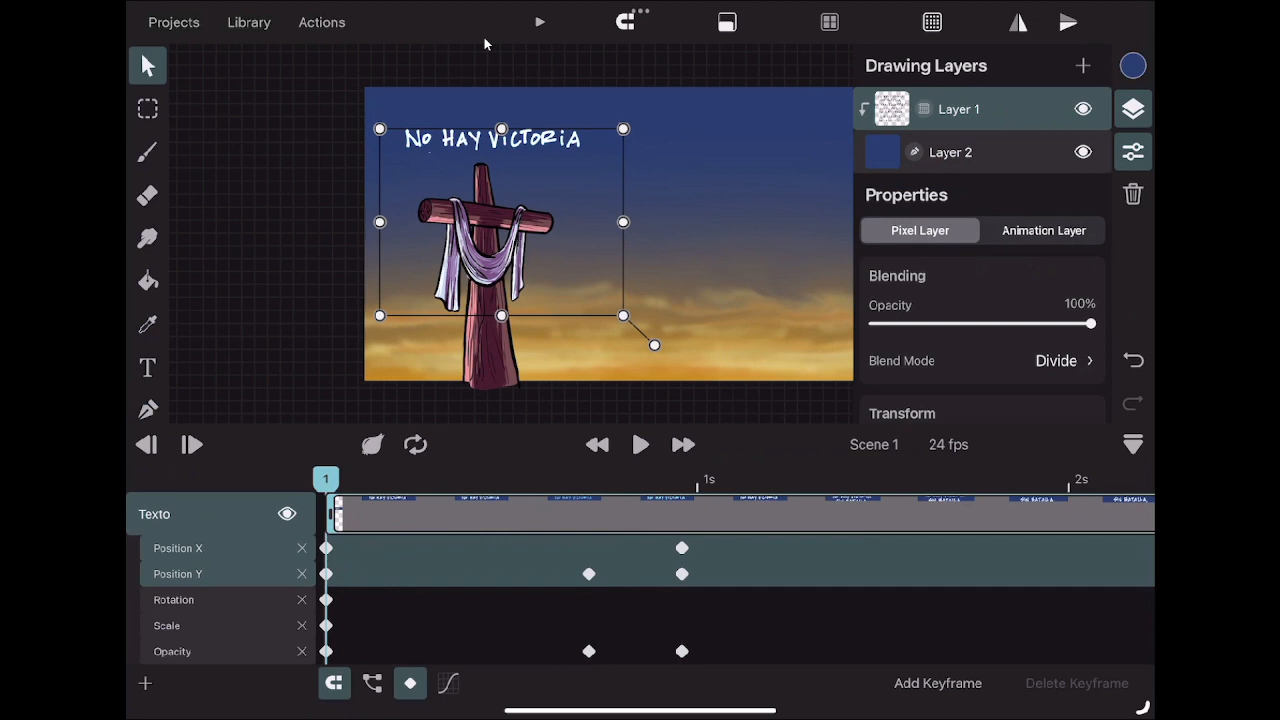 Projects Library Actions
Drawing Layers
Layer 1
Layer 2
Properties
Pixel Layer Animation Layer
Blending
Opacity 100%
Blend Mode Divide
Transform
No HAY VICToRiA
Scene 1 24 fps
1 1s 2s
Texto
Position X
Position Y
Rotation
Scale
Opacity
Add Keyframe Delete Keyframe